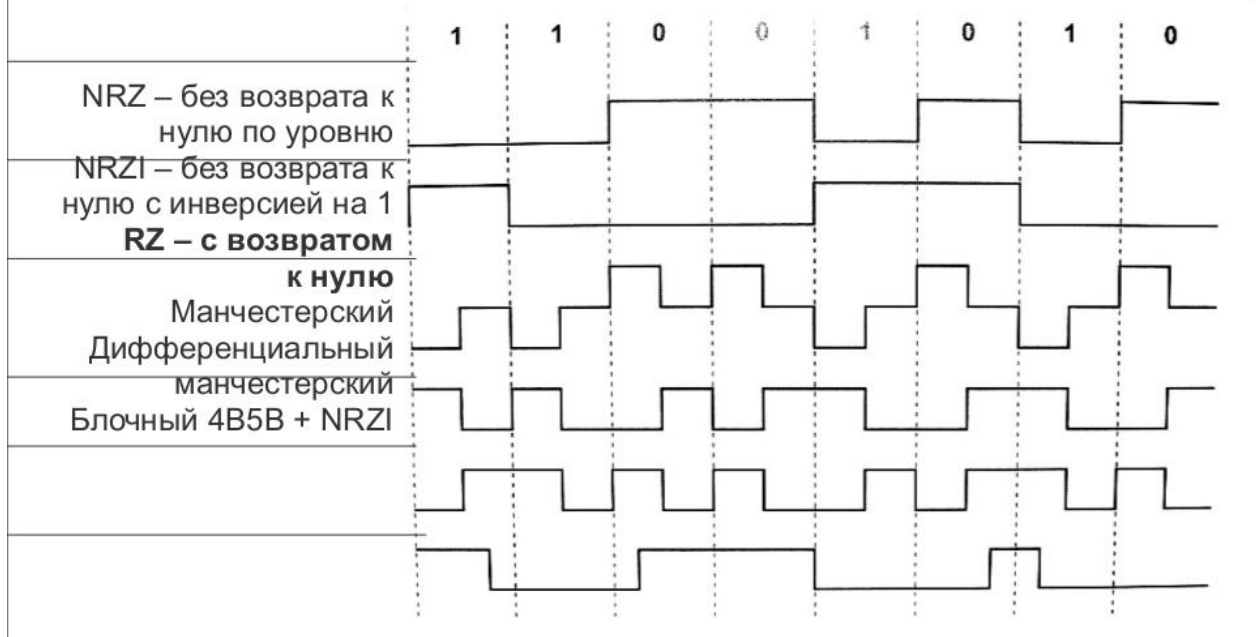 1 1 0 0 1 0 1 0
NRZ – без возврата к
нулю по уровню
NRZI – без возврата к
нулю с инверсией на 1
RZ – с возвратом
к нулю
Манчестерский
Дифференциальный
манчестерский
Блочный 4B5B + NRZI